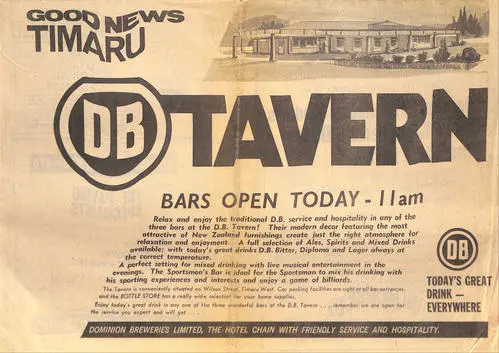 GOOD NEWS
TIMARU
DB TAVERN
BARS OPEN TODAY - 11am
Relax and enjoy the traditional D.B. service and hospitality in any of the
three bars at the D.B. Tavern! Their modern decor featuring the most
attractive of New Zealand furnishings create just the right atmosphere for
relaxation and enjoyment. A full selection of Ales, Spirits and Mixed Drinks
available; with today's great drinks D.B. Bitter, Diploma and Lager always at
the correct temperature.
A perfect setting for mixed drinking with live musical entertainment in the
evenings. The Sportsmen's Bar is ideal for the Sportsman to mix his drinking with
his sporting experiences and interests and enjoy a game of billiards.
The Tavern is conveniently situated on Wilson Street, Timaru West. Car parking facilities are right at all bar entrances,
and the BOTTLE STORE has a really wide selection for your home supplies.
Enjoy today's great drink in any one of the three wonderful bars at the D.B. Tavern . . . remember we are open for
the service you expect and will get . . .
DB
TODAY'S GREAT
DRINK —
EVERYWHERE
DOMINION BREWERIES LIMITED, THE HOTEL CHAIN WITH FRIENDLY SERVICE AND HOSPITALITY.